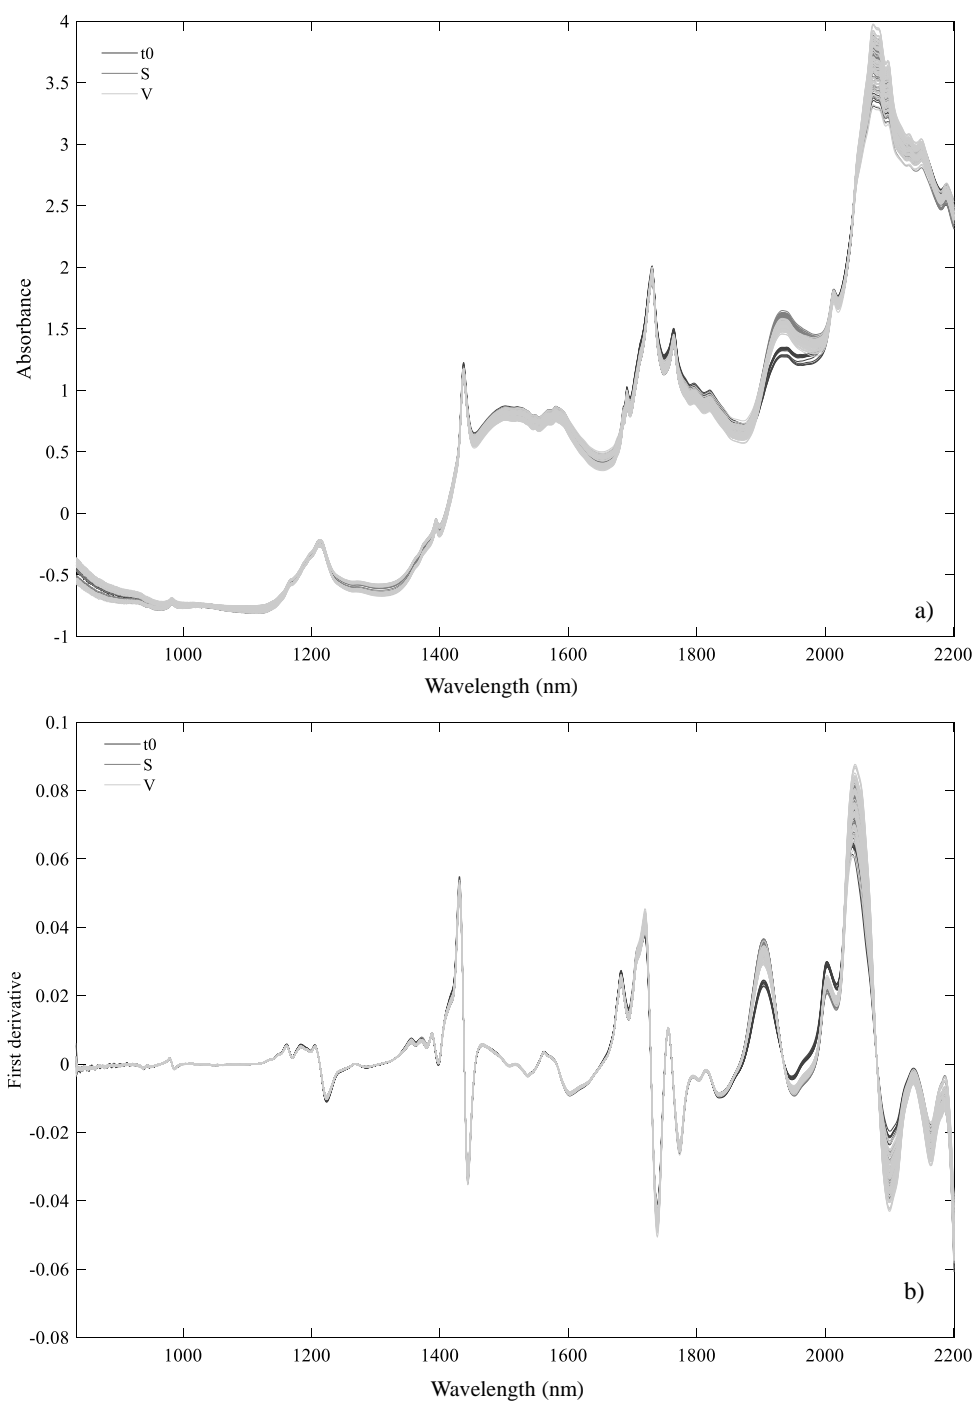 4
3.5
3
2.5
2
1.5
1
0.5
0
-0.5
-1
Absorbance
t0
S
V
a)
1000 1200 1400 1600 1800 2000 2200
Wavelength (nm)
0.1
0.08
0.06
0.04
0.02
0
-0.02
-0.04
-0.06
-0.08
First derivative
t0
S
V
b)
1000 1200 1400 1600 1800 2000 2200
Wavelength (nm)